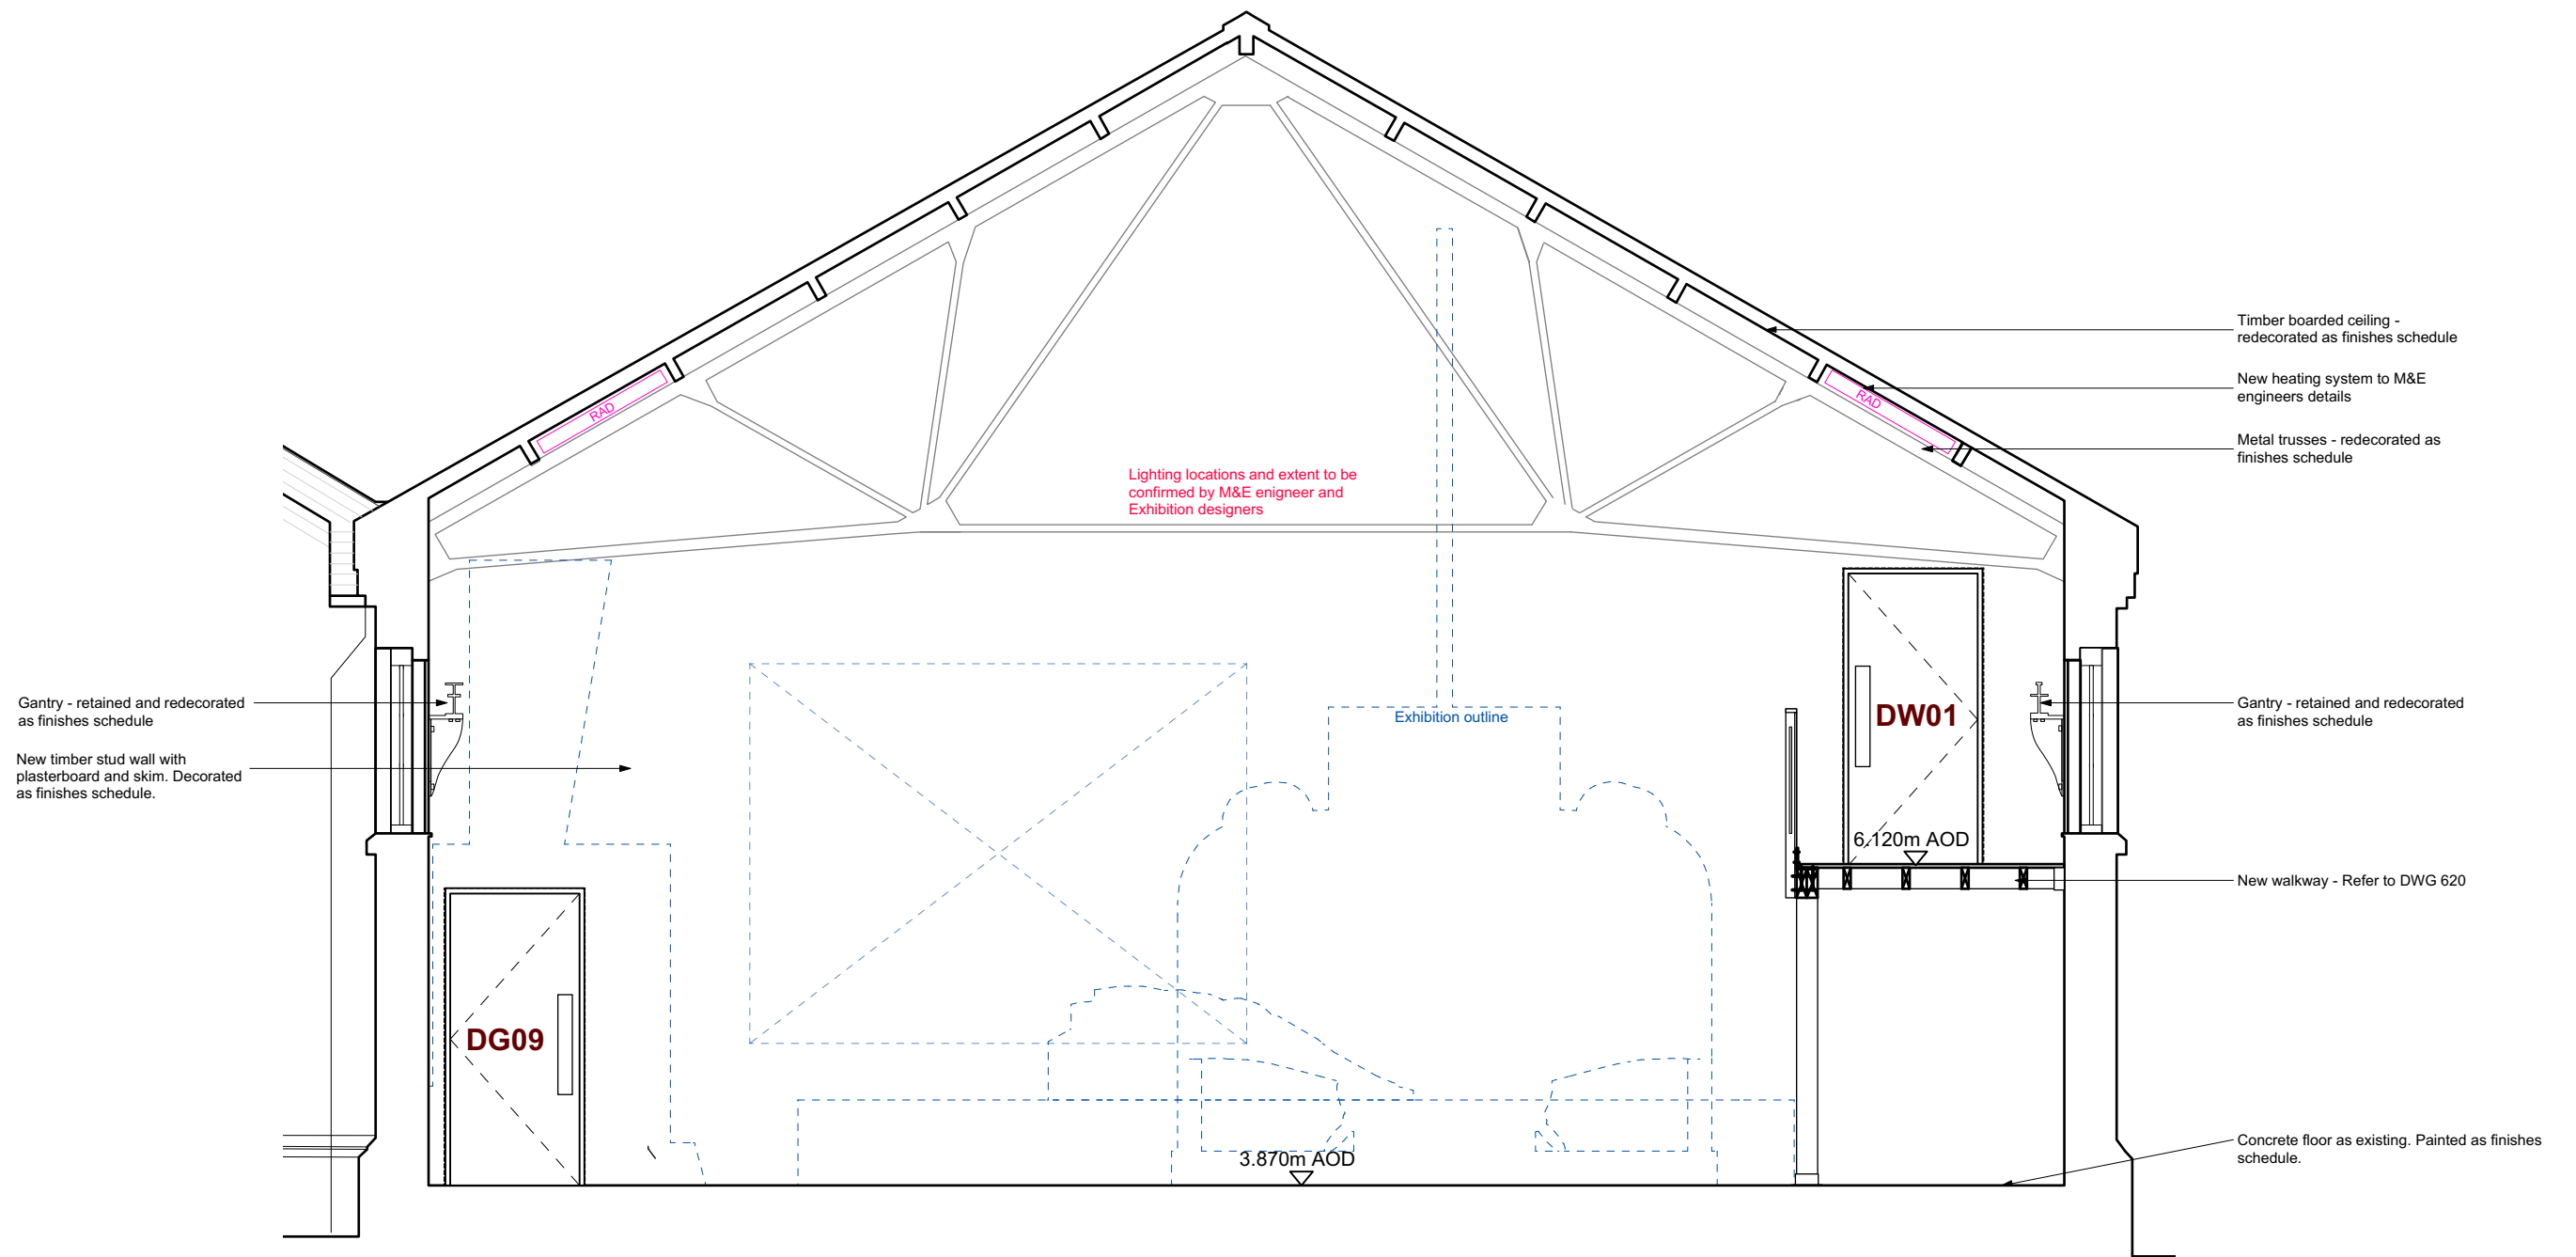 Timber boarded ceiling -
redecorated as finishes schedule
New heating system to M&E
engineers details
RAD
RAD
Metal trusses - redecorated as
finishes schedule
Lighting locations and extent to be
confirmed by M&E enigneer and
Exhibition designers
Gantry - retained and redecorated
as finishes schedule
New timber stud wall with
plasterboard and skim. Decorated
as finishes schedule.
Exhibition outline
DW01
Gantry - retained and redecorated
as finishes schedule
6.120m AOD
New walkway - Refer to DWG 620
DG09
3.870m AOD
Concrete floor as existing. Painted as finishes
schedule.